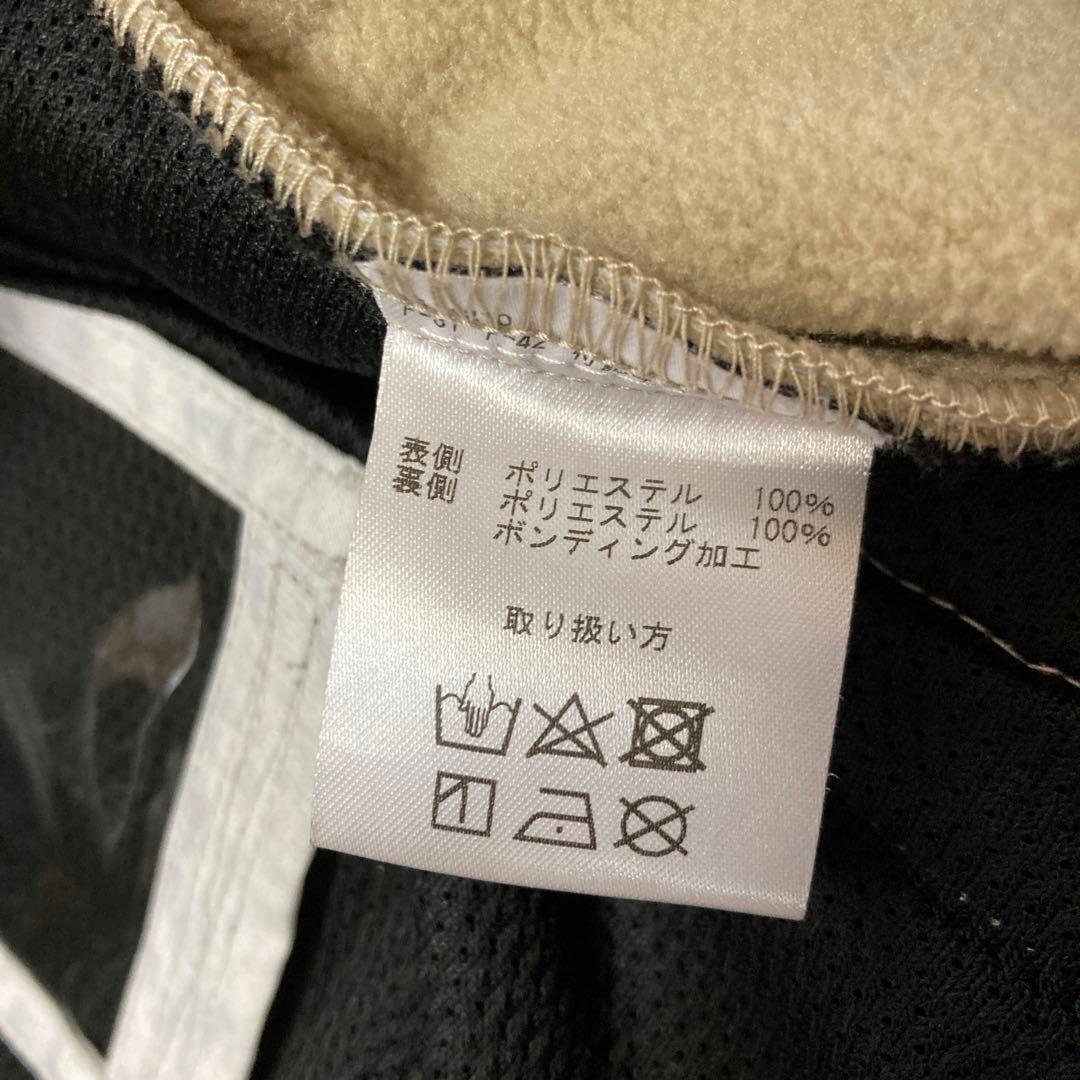 表側 ポリエステル 100%
裏側 ポリエステル 100%
ボンディング加工
取り扱い方